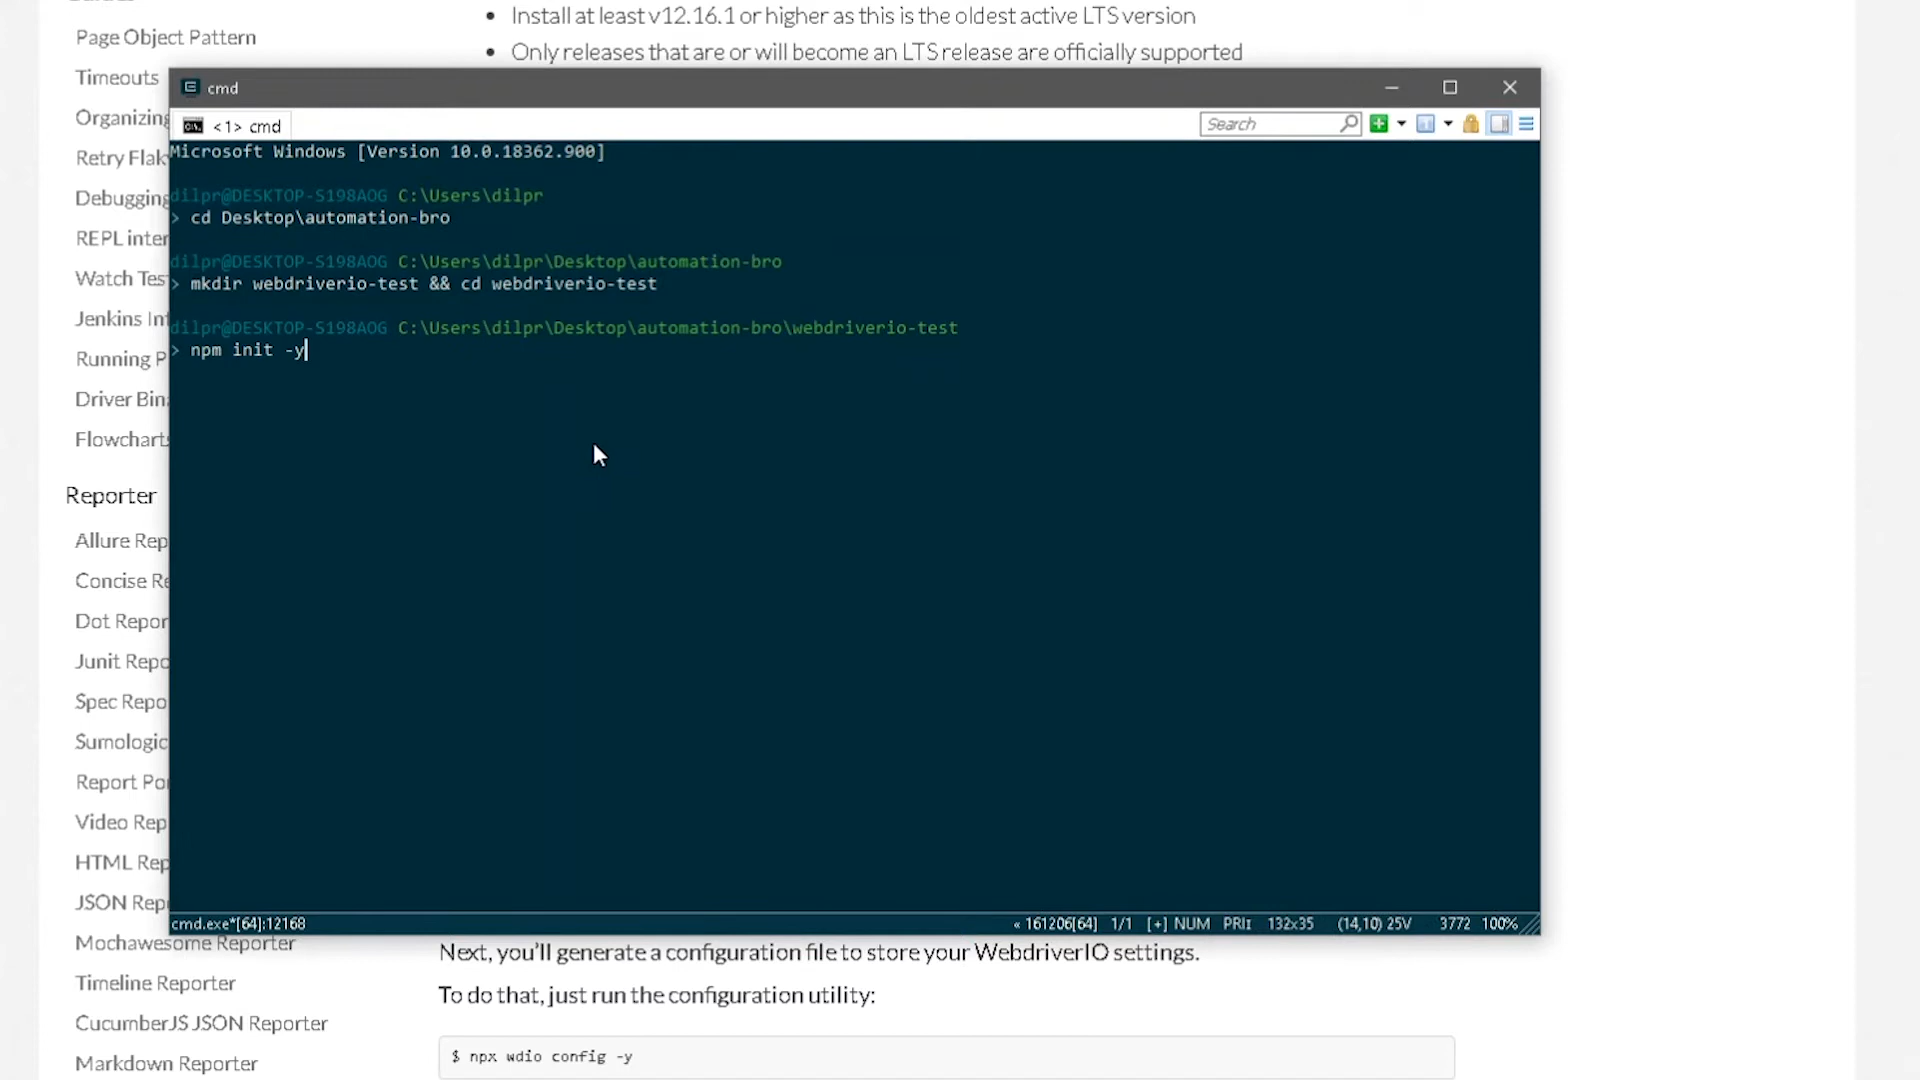 Install at least v12.16.1 or higher as this is the oldest active LTS version
Only releases that are or will become an LTS release are officially supported
Page Object Pattern
Timeouts
Organizing
Retry Flak
Debugging
REPL inter
Watch Tes
Jenkins Int
Running P
Driver Bina
Flowcharts
Reporter
Allure Rep
Concise Re
Dot Repor
Junit Repo
Spec Repo
Sumologic
Report Por
Video Rep
HTML Rep
JSON Repo
Mochawesome Reporter
Timeline Reporter
CucumberJS JSON Reporter
Markdown Reporter
cmd
<1> cmd
Search
Microsoft Windows [Version 10.0.18362.900]
dilpr@DESKTOP-S198AOG C:\Users\dilpr
> cd Desktop\automation-bro
dilpr@DESKTOP-S198AOG C:\Users\dilpr\Desktop\automation-bro
> mkdir webdriverio-test && cd webdriverio-test
dilpr@DESKTOP-S198AOG C:\Users\dilpr\Desktop\automation-bro\webdriverio-test
> npm init -y
cmd.exe*[64]:12168
« 161206[64] 1/1 [+] NUM PRI: 132x35 (14,10) 25V 3772 100%
Next, you’ll generate a configuration file to store your WebdriverIO settings.
To do that, just run the configuration utility:
$ npx wdio config -y